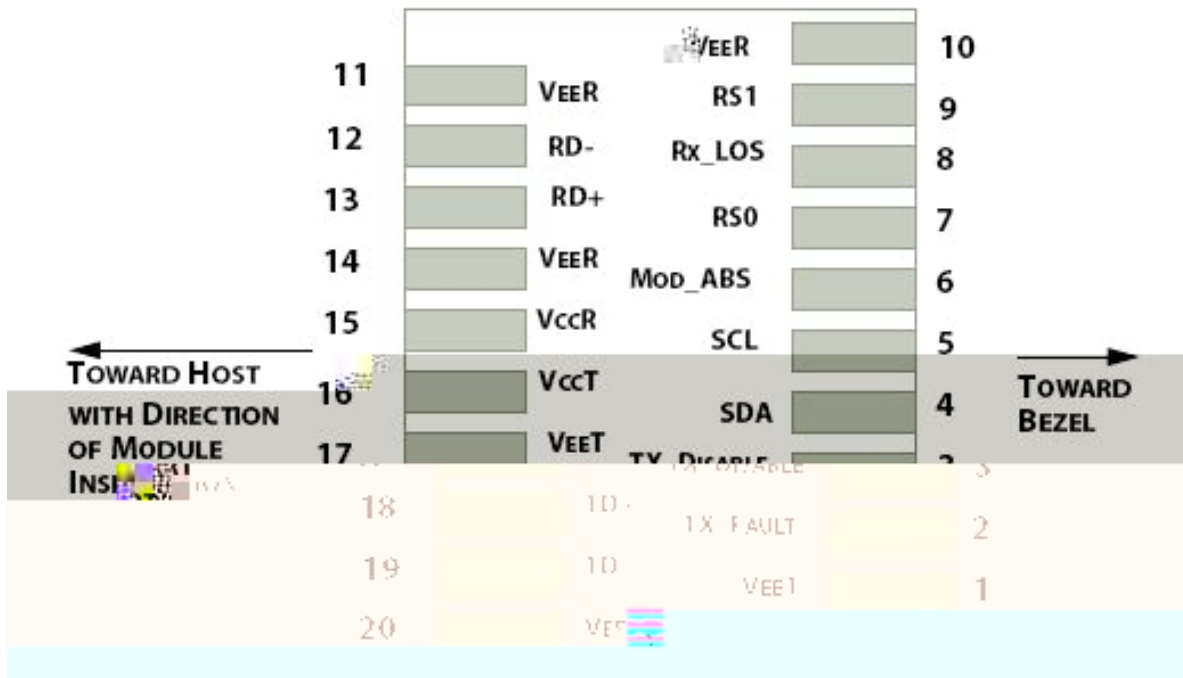 VEER 10
11 VEER RS1 9
12 RD- RX_LOS 8
13 RD+ RS0 7
14 VEER MOD_ABS 6
15 VCCR SCL 5
TOWARD HOST
WITH DIRECTION
OF MODULE
16 VCCT SDA 4
TOWARD
BEZEL
17 VEET TX_DISABLE 3
18 TX_FAULT 2
19 1
20